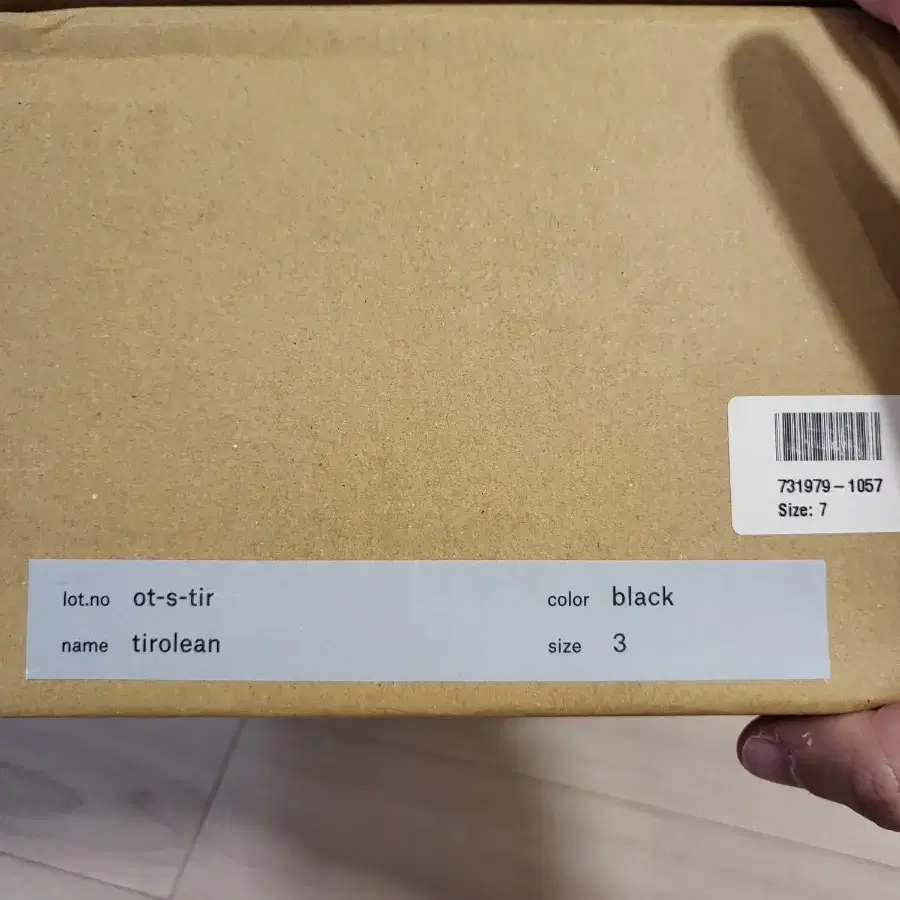 731979-1057
Size: 7
lot.no ot-s-tir
color black
name tirolean
size 3